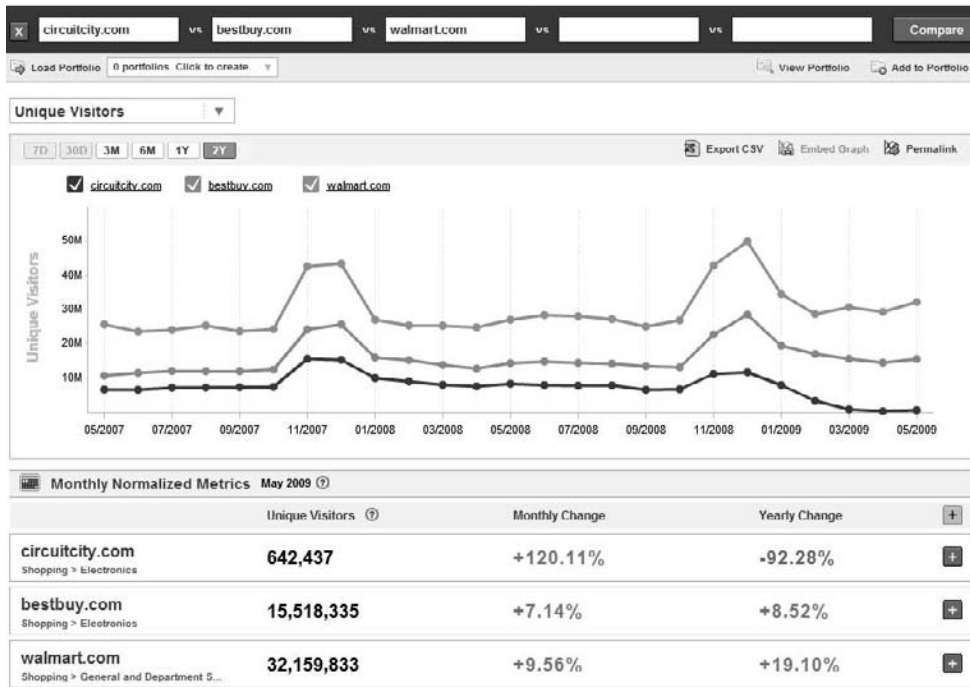 X circuitcity.com vs bestbuy.com vs walmart.com vs vs Compare
Load Portfolio 0 portfolios. Click to create. View Portfolio Add to Portfolio
Unique Visitors
7D 30D 3M 6M 1Y 2Y Export CSV Embed Graph Permalink
circuitcity.com bestbuy.com walmart.com
Unique Visitors
50M
40M
30M
20M
10M
05/2007 07/2007 09/2007 11/2007 01/2008 03/2008 05/2008 07/2008 09/2008 11/2008 01/2009 03/2009 05/2009
Monthly Normalized Metrics May 2009 ?
Unique Visitors ? Monthly Change Yearly Change +
circuitcity.com 642,437 +120.11% -92.28% +
Shopping > Electronics
bestbuy.com 15,518,335 +7.14% +8.52% +
Shopping > Electronics
walmart.com 32,159,833 +9.56% +19.10% +
Shopping > General and Department S...